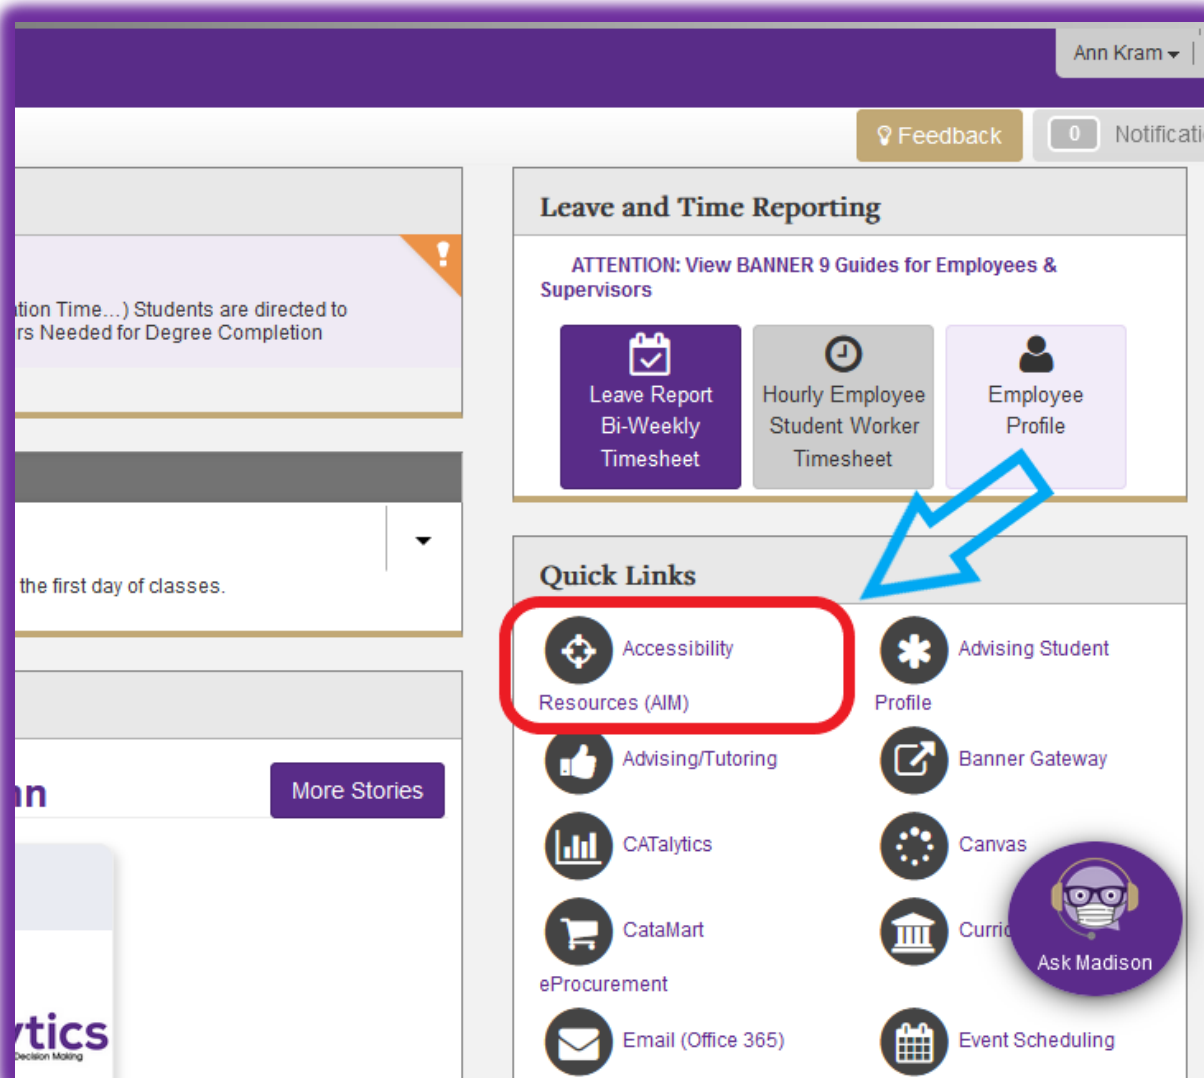 Ann Kram
Feedback
0
Leave and Time Reporting
ATTENTION: View BANNER 9 Guides for Employees &
Supervisors
Time...) Students are directed to
Needed for Degree Completion
Leave Report
Bi-Weekly
Timesheet
Hourly Employee
Student Worker
Timesheet
Employee
Profile
the first day of classes.
Quick Links
Accessibility
Resources (AIM)
Advising Student
Profile
Advising/Tutoring
Banner Gateway
More Stories
CATalytics
Canvas
CataMart
eProcurement
Ask Madison
Decision Making
Email (Office 365)
Event Scheduling